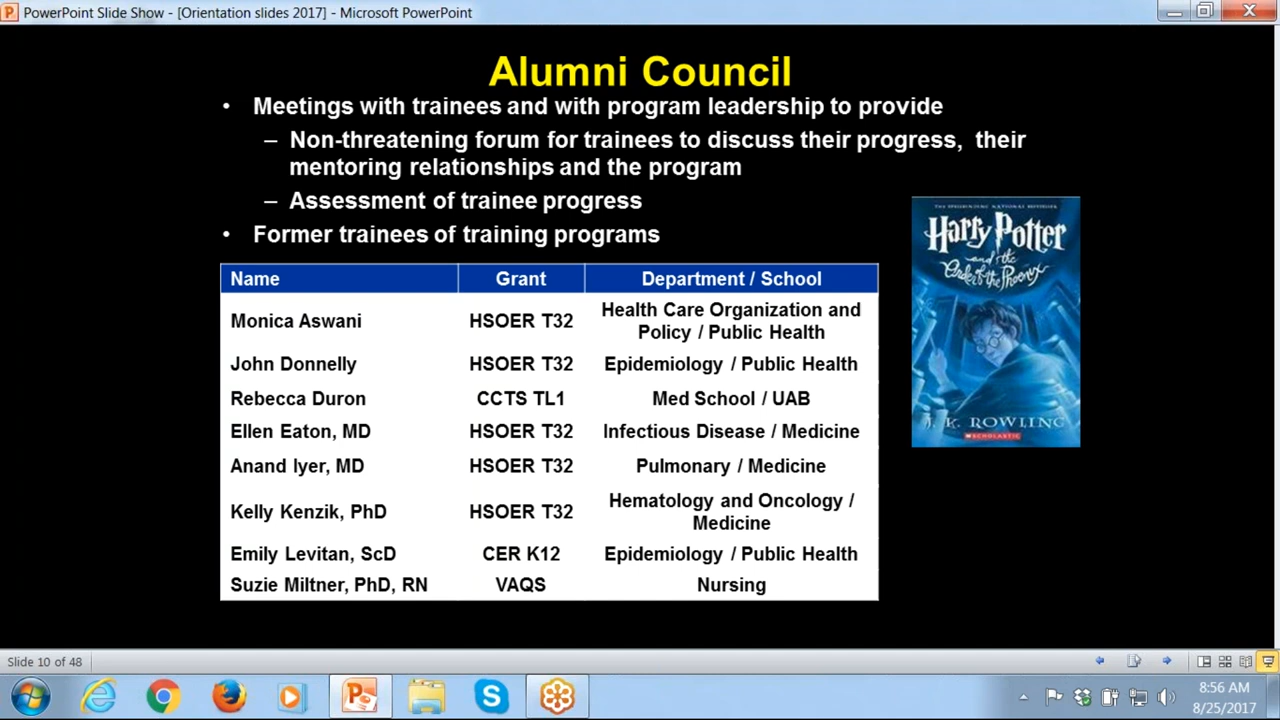 PowerPoint Slide Show - [Orientation slides 2017] - Microsoft PowerPoint
Alumni Council
• Meetings with trainees and with program leadership to provide
– Non-threatening forum for trainees to discuss their progress, their
mentoring relationships and the program
– Assessment of trainee progress
• Former trainees of training programs
Name Grant Department / School
Monica Aswani HSOER T32 Health Care Organization and
Policy / Public Health
John Donnelly HSOER T32 Epidemiology / Public Health
Rebecca Duron CCTS TL1 Med School / UAB
Ellen Eaton, MD HSOER T32 Infectious Disease / Medicine
Anand Iyer, MD HSOER T32 Pulmonary / Medicine
Kelly Kenzik, PhD HSOER T32 Hematology and Oncology /
Medicine
Emily Levitan, ScD CER K12 Epidemiology / Public Health
Suzie Miltner, PhD, RN VAQS Nursing
Harry Potter
and the
Order of the Phoenix
J. K. ROWLING
SCHOLASTIC
Slide 10 of 48
8:56 AM
8/25/2017